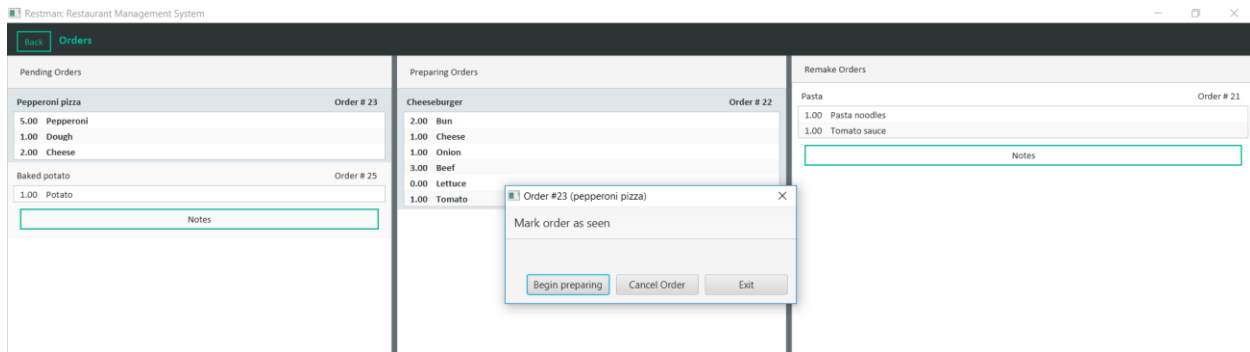 Restman: Restaurant Management System
Back Orders
Pending Orders
Pepperoni pizza Order # 23
5.00 Pepperoni
1.00 Dough
2.00 Cheese
Baked potato Order # 25
1.00 Potato
Notes
Preparing Orders
Cheeseburger Order # 22
2.00 Bun
1.00 Cheese
1.00 Onion
3.00 Beef
0.00 Lettuce
1.00 Tomato
Order #23 (pepperoni pizza)
Mark order as seen
Begin preparing Cancel Order Exit
Remake Orders
Pasta Order # 21
1.00 Pasta noodles
1.00 Tomato sauce
Notes